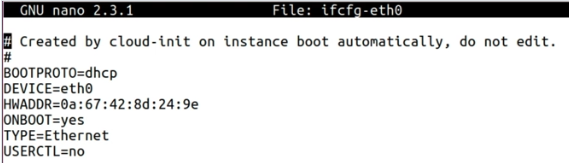 GNU nano 2.3.1 File: ifcfg-eth0
# Created by cloud-init on instance boot automatically, do not edit.
#
BOOTPROTO=dhcp
DEVICE=eth0
HWADDR=0a:67:42:8d:24:9e
ONBOOT=yes
TYPE=Ethernet
USERCTL=no